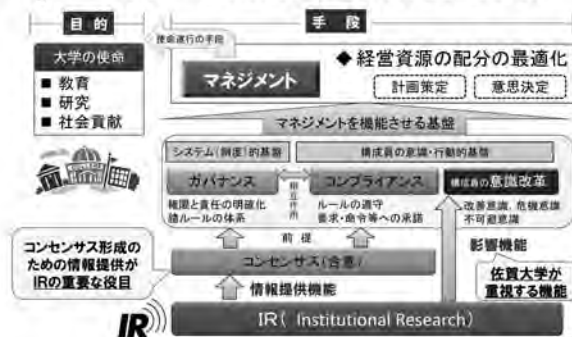 目的
手段
使命遂行の手段
大学の使命
■ 教育
■ 研究
■ 社会貢献
マネジメント
◆ 経営資源の配分の最適化
計画策定
意思決定
マネジメントを機能させる基盤
システム(制度)的基盤
構成員の意識・行動的基盤
ガバナンス
相互作用
コンプライアンス
構成員の意識改革
権限と責任の明確化
諸ルールの体系
ルールの遵守
要求・命令等への承諾
改善意識、危機意識
不可避意識
前提
コンセンサス形成の
ための情報提供が
IRの重要な役目
コンセンサス(合意)
影響機能
佐賀大学が
重視する機能
情報提供機能
IR
IR( Institutional Research)